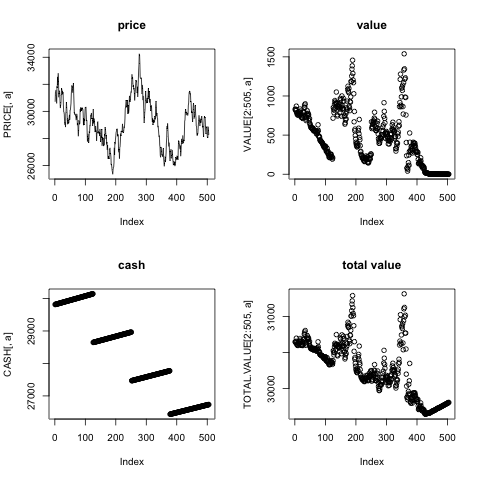 price
PRICE[, a]
34000
30000
26000
0 100 200 300 400 500
Index
value
VALUE[2:505, a]
1500
1000
500
0
0 100 200 300 400 500
Index
cash
CASH[, a]
29000
27000
0 100 200 300 400 500
Index
total value
TOTAL.VALUE[2:505, a]
31000
30000
0 100 200 300 400 500
Index